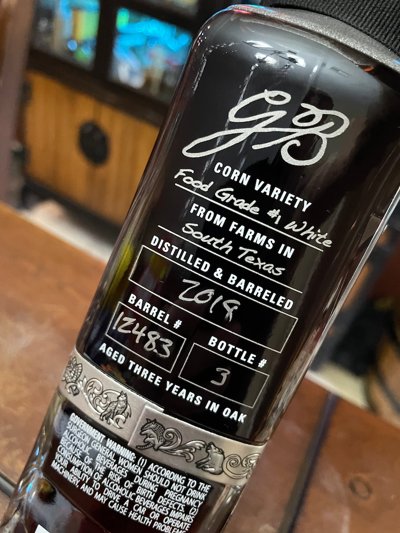 GB
CORN VARIETY
Food Grade #1 White
FROM FARMS IN
South Texas
DISTILLED & BARRELED
2019
BARREL # BOTTLE #
12483 3
AGED THREE YEARS IN OAK
GOVERNMENT WARNING: (1) ACCORDING TO THE
SURGEON GENERAL, WOMEN SHOULD NOT DRINK
ALCOHOLIC BEVERAGES DURING PREGNANCY
BECAUSE OF THE RISK OF BIRTH DEFECTS. (2)
CONSUMPTION OF ALCOHOLIC BEVERAGES IMPAIRS
YOUR ABILITY TO DRIVE A CAR OR OPERATE
MACHINERY, AND MAY CAUSE HEALTH PROBLEMS